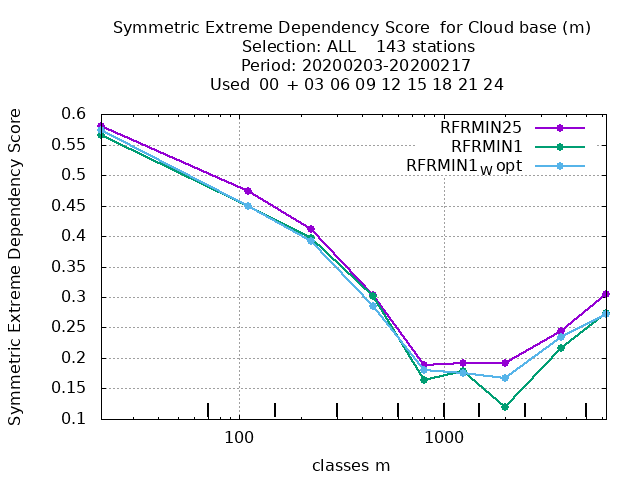 Symmetric Extreme Dependency Score  for Cloud base (m)
Selection: ALL    143 stations
Period: 20200203-20200217
Used  00 + 03 06 09 12 15 18 21 24
RFRMIN25
RFRMIN1
RFRMIN1W opt
Symmetric Extreme Dependency Score
0.6
0.55
0.5
0.45
0.4
0.35
0.3
0.25
0.2
0.15
0.1
100 1000
classes m